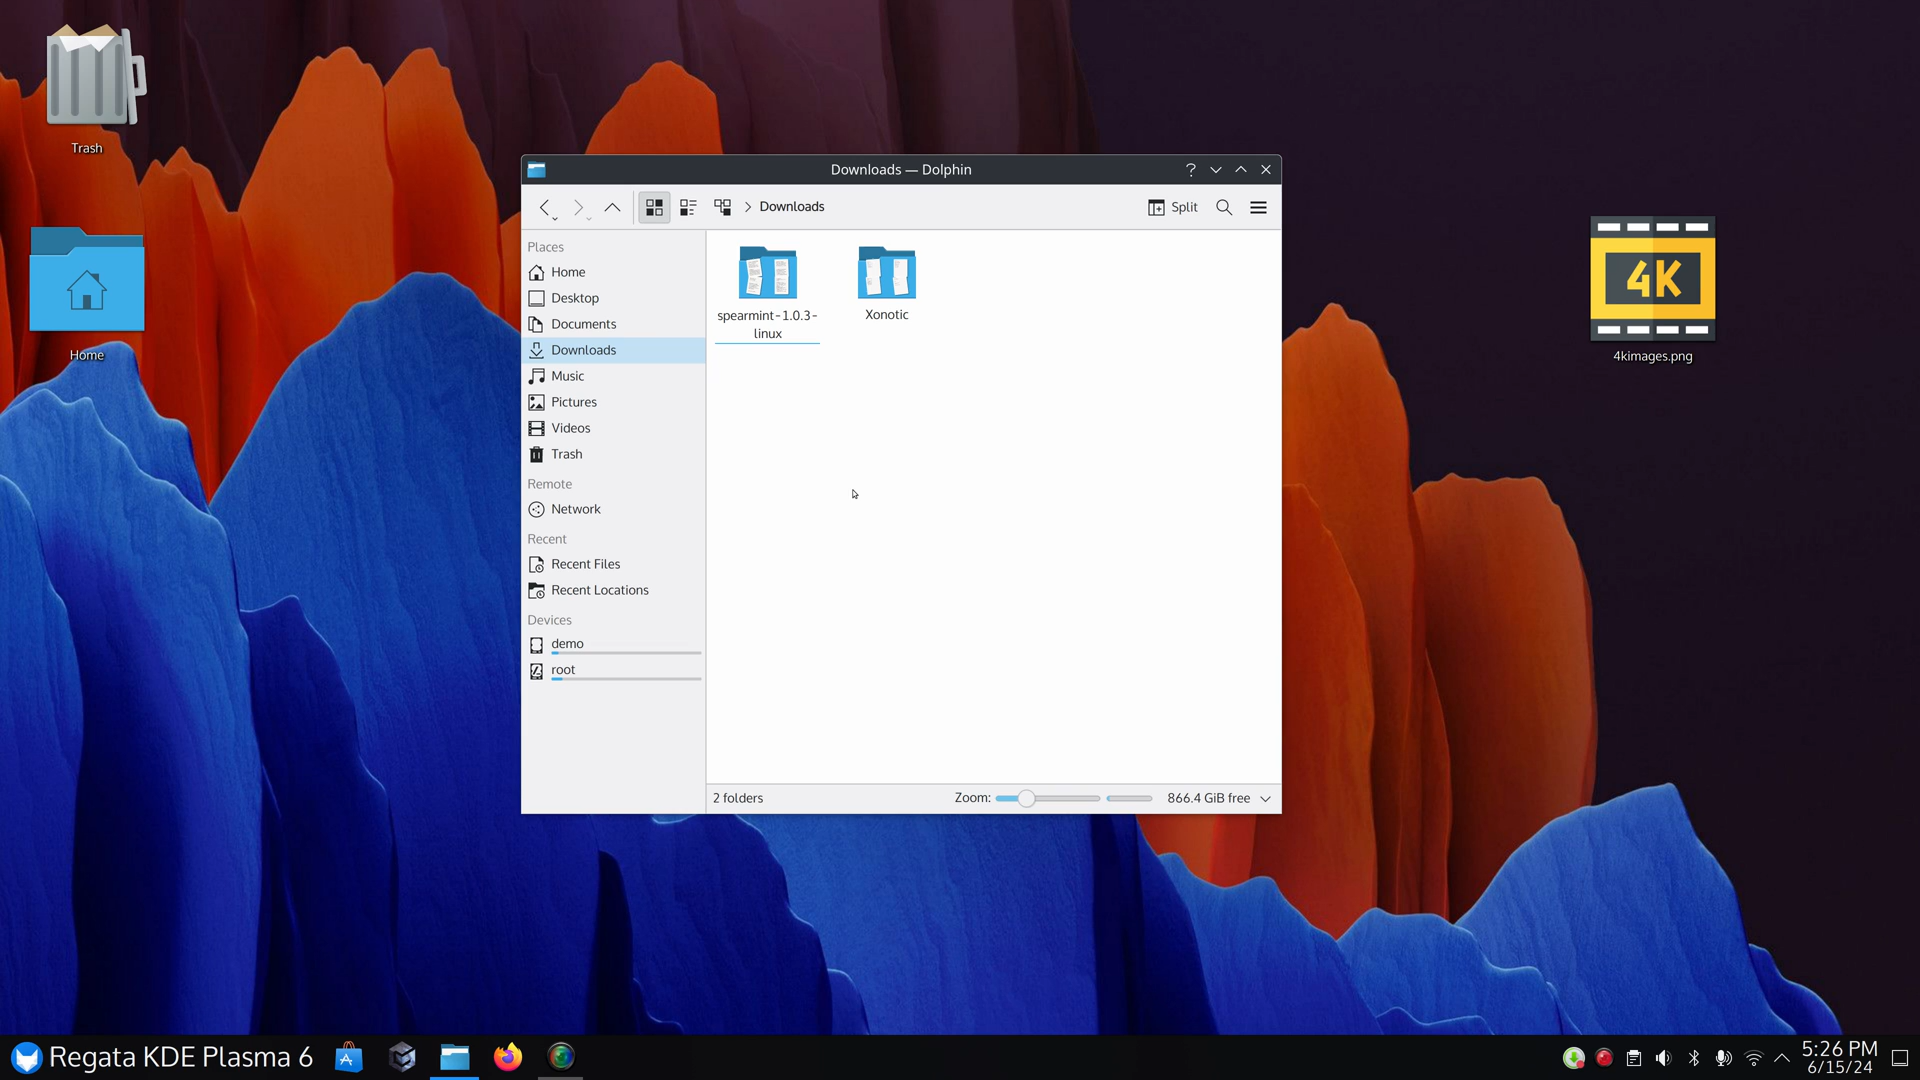 Trash
Home
Downloads — Dolphin
Downloads
Split
Places
Home
Desktop
Documents
Downloads
Music
Pictures
Videos
Trash
Remote
Network
Recent
Recent Files
Recent Locations
Devices
demo
root
spearmint-1.0.3-
linux
Xonotic
2 folders
Zoom:
866.4 GiB free
4K
4kimages.png
Regata KDE Plasma 6
5:26 PM
6/15/24